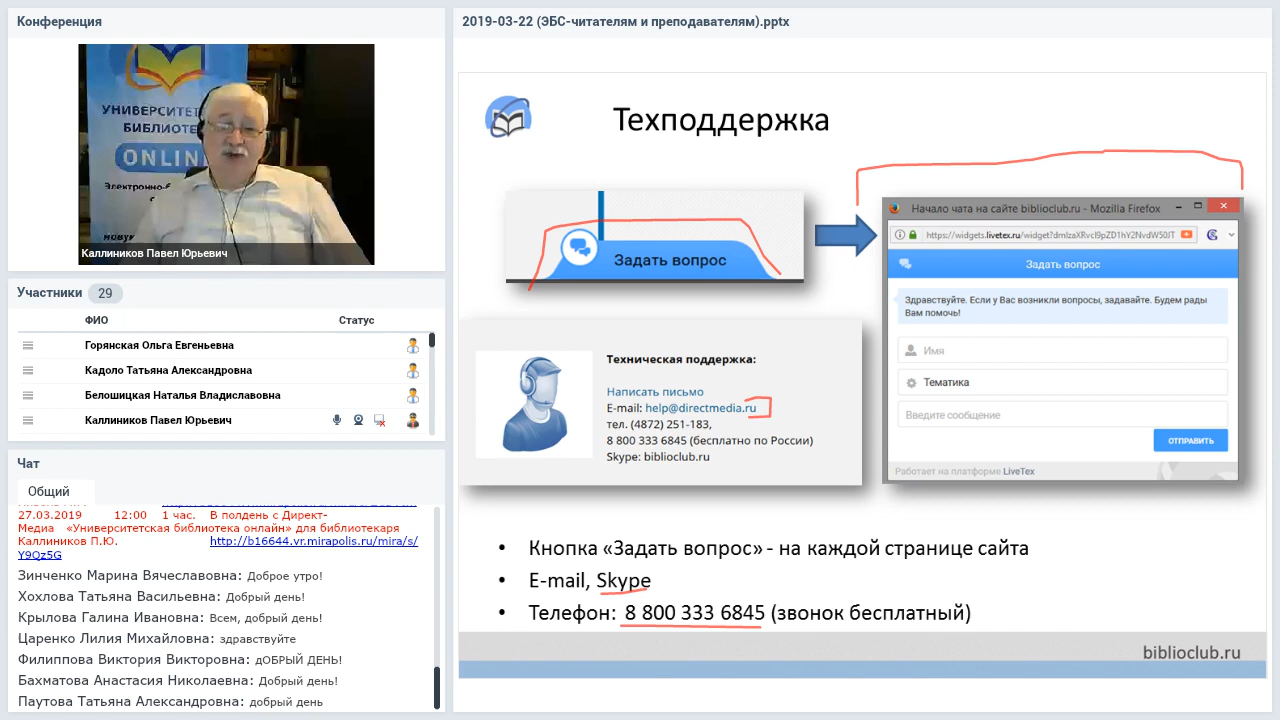 Конференция
УНИВЕРСИТЕТ
БИБЛИОТЕ
ONLIN
Каллиников Павел Юрьевич
Участники 29
ФИО Статус
Горянская Ольга Евгеньевна
Кадоло Татьяна Александровна
Белошицкая Наталья Владиславовна
Каллиников Павел Юрьевич
Чат
Общий
27.03.2019 12:00 1 час. В полдень с Директ-
Медиа «Университетская библиотека онлайн» для библиотекаря
Каллиников П.Ю. http://b16644.vr.mirapolis.ru/mira/s/
Y9Qz5G
Зинченко Марина Вячеславовна: Доброе утро!
Хохлова Татьяна Васильевна: Добрый день!
Крылова Галина Ивановна: Всем, добрый день!
Царенко Лилия Михайловна: здравствуйте
Филиппова Виктория Викторовна: дОБРЫЙ ДЕНЬ!
Бахматова Анастасия Николаевна: Добрый день!
Паутова Татьяна Александровна: добрый день
2019-03-22 (ЭБС-читателям и преподавателям).pptx
Техподдержка
Задать вопрос
Начало чата на сайте biblioclub.ru - Mozilla Firefox
https://widgets.livetex.ru/widget?dmlzaXRvcl9pZD1hY2NvdW50JT
Задать вопрос
Здравствуйте. Если у Вас возникли вопросы, задавайте. Будем рады
Вам помочь!
Имя
Тематика
Введите сообщение
ОТПРАВИТЬ
Работает на платформе LiveTex
Техническая поддержка:
Написать письмо
E-mail: help@directmedia.ru
тел. (4872) 251-183,
8 800 333 6845 (бесплатно по России)
Skype: biblioclub.ru
• Кнопка «Задать вопрос» - на каждой странице сайта
• E-mail, Skype
• Телефон: 8 800 333 6845 (звонок бесплатный)
biblioclub.ru